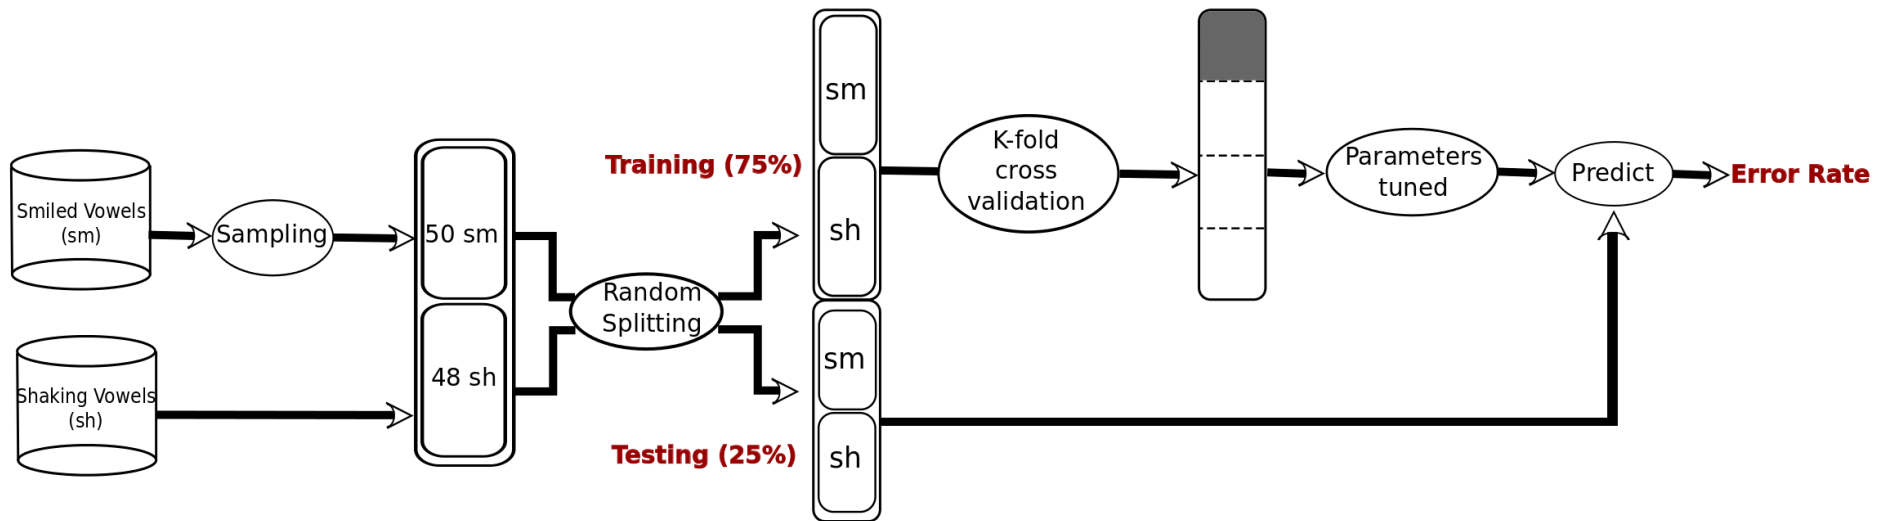 Smiled Vowels
(sm)
Sampling
Shaking Vowels
(sh)
50 sm
48 sh
Random
Splitting
Training (75%)
Testing (25%)
sm
sh
sm
sh
K-fold
cross
validation
Parameters
tuned
Predict
Error Rate